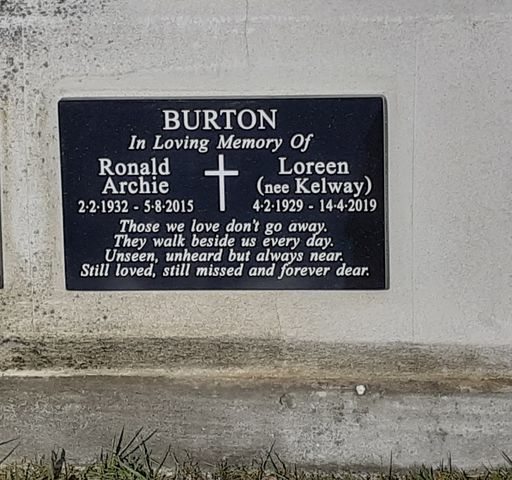 BURTON
In Loving Memory Of
Ronald
Archie
2·2·1932 - 5·8·2015
Loreen
(nee Kelway)
4·2·1929 - 14·4·2019
Those we love don't go away.
They walk beside us every day.
Unseen, unheard but always near.
Still loved, still missed and forever dear.